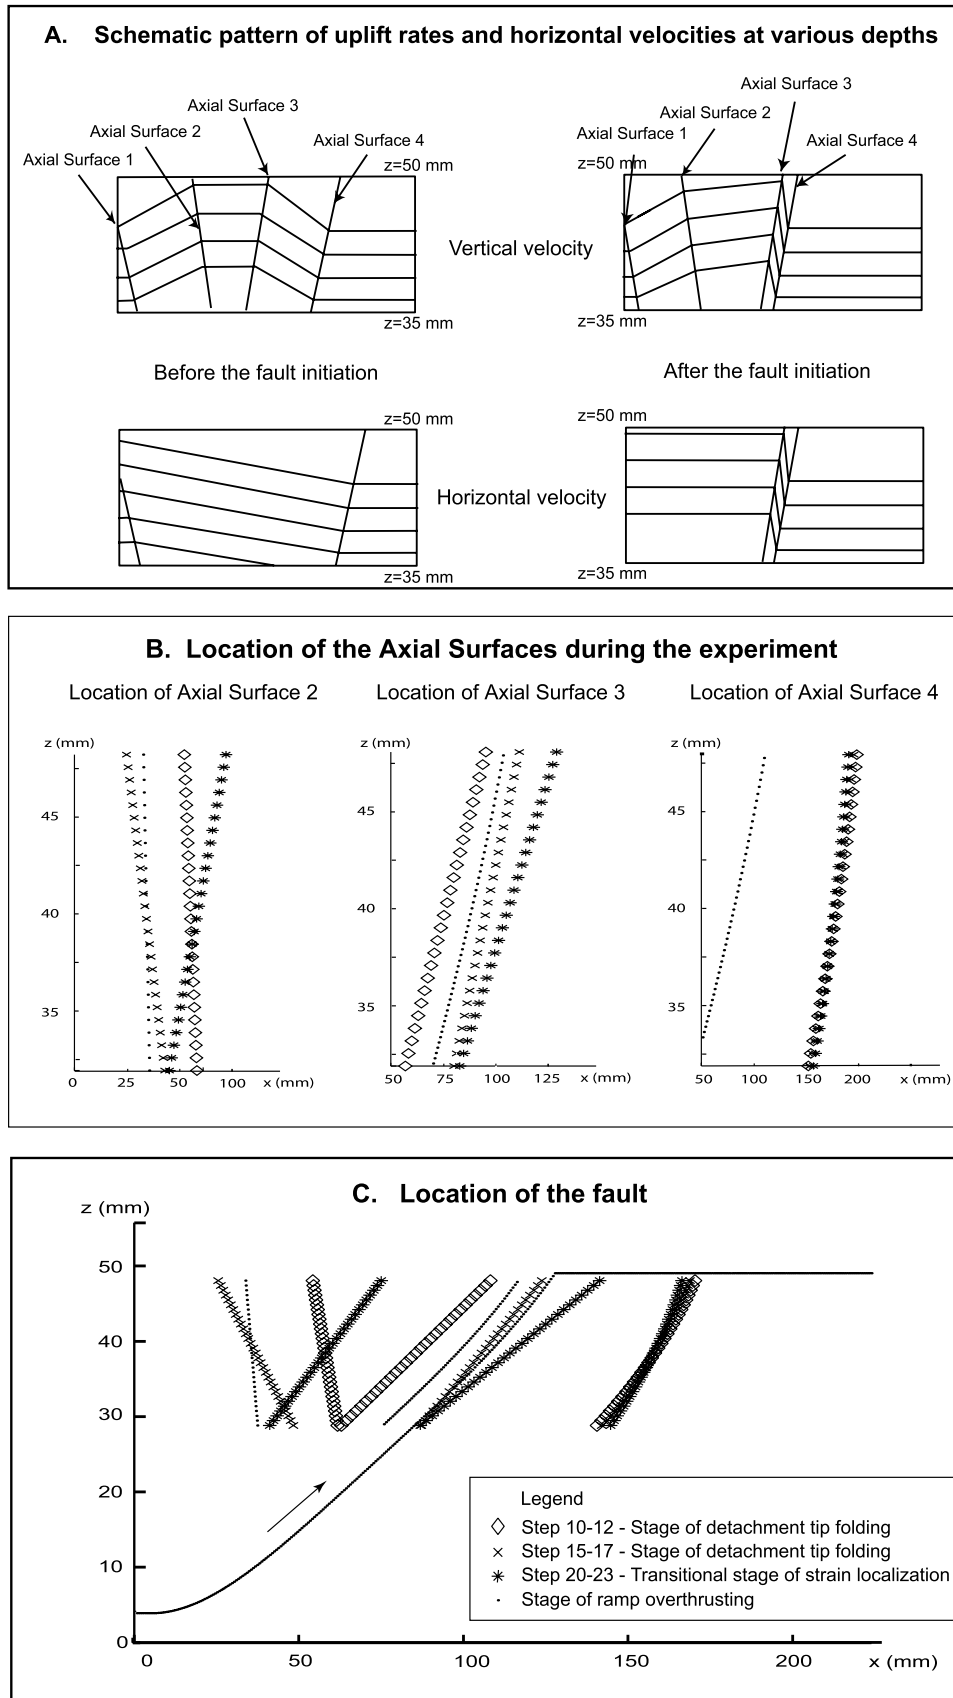 A. Schematic pattern of uplift rates and horizontal velocities at various depths
Axial Surface 1
Axial Surface 2
Axial Surface 3
Axial Surface 4
z=50 mm
z=35 mm
Vertical velocity
Axial Surface 1
Axial Surface 2
Axial Surface 3
Axial Surface 4
z=50 mm
z=35 mm
Before the fault initiation
After the fault initiation
z=50 mm
z=35 mm
Horizontal velocity
z=50 mm
z=35 mm
B. Location of the Axial Surfaces during the experiment
Location of Axial Surface 2
z (mm)
45
40
35
0
25
50
100
x (mm)
Location of Axial Surface 3
z (mm)
45
40
35
50
75
100
125
x (mm)
Location of Axial Surface 4
z (mm)
45
40
35
50
100
150
200
x (mm)
C. Location of the fault
z (mm)
50
40
30
20
10
0
0
50
100
150
200
x (mm)
Legend
Step 10-12 - Stage of detachment tip folding
Step 15-17 - Stage of detachment tip folding
Step 20-23 - Transitional stage of strain localization
Stage of ramp overthrusting